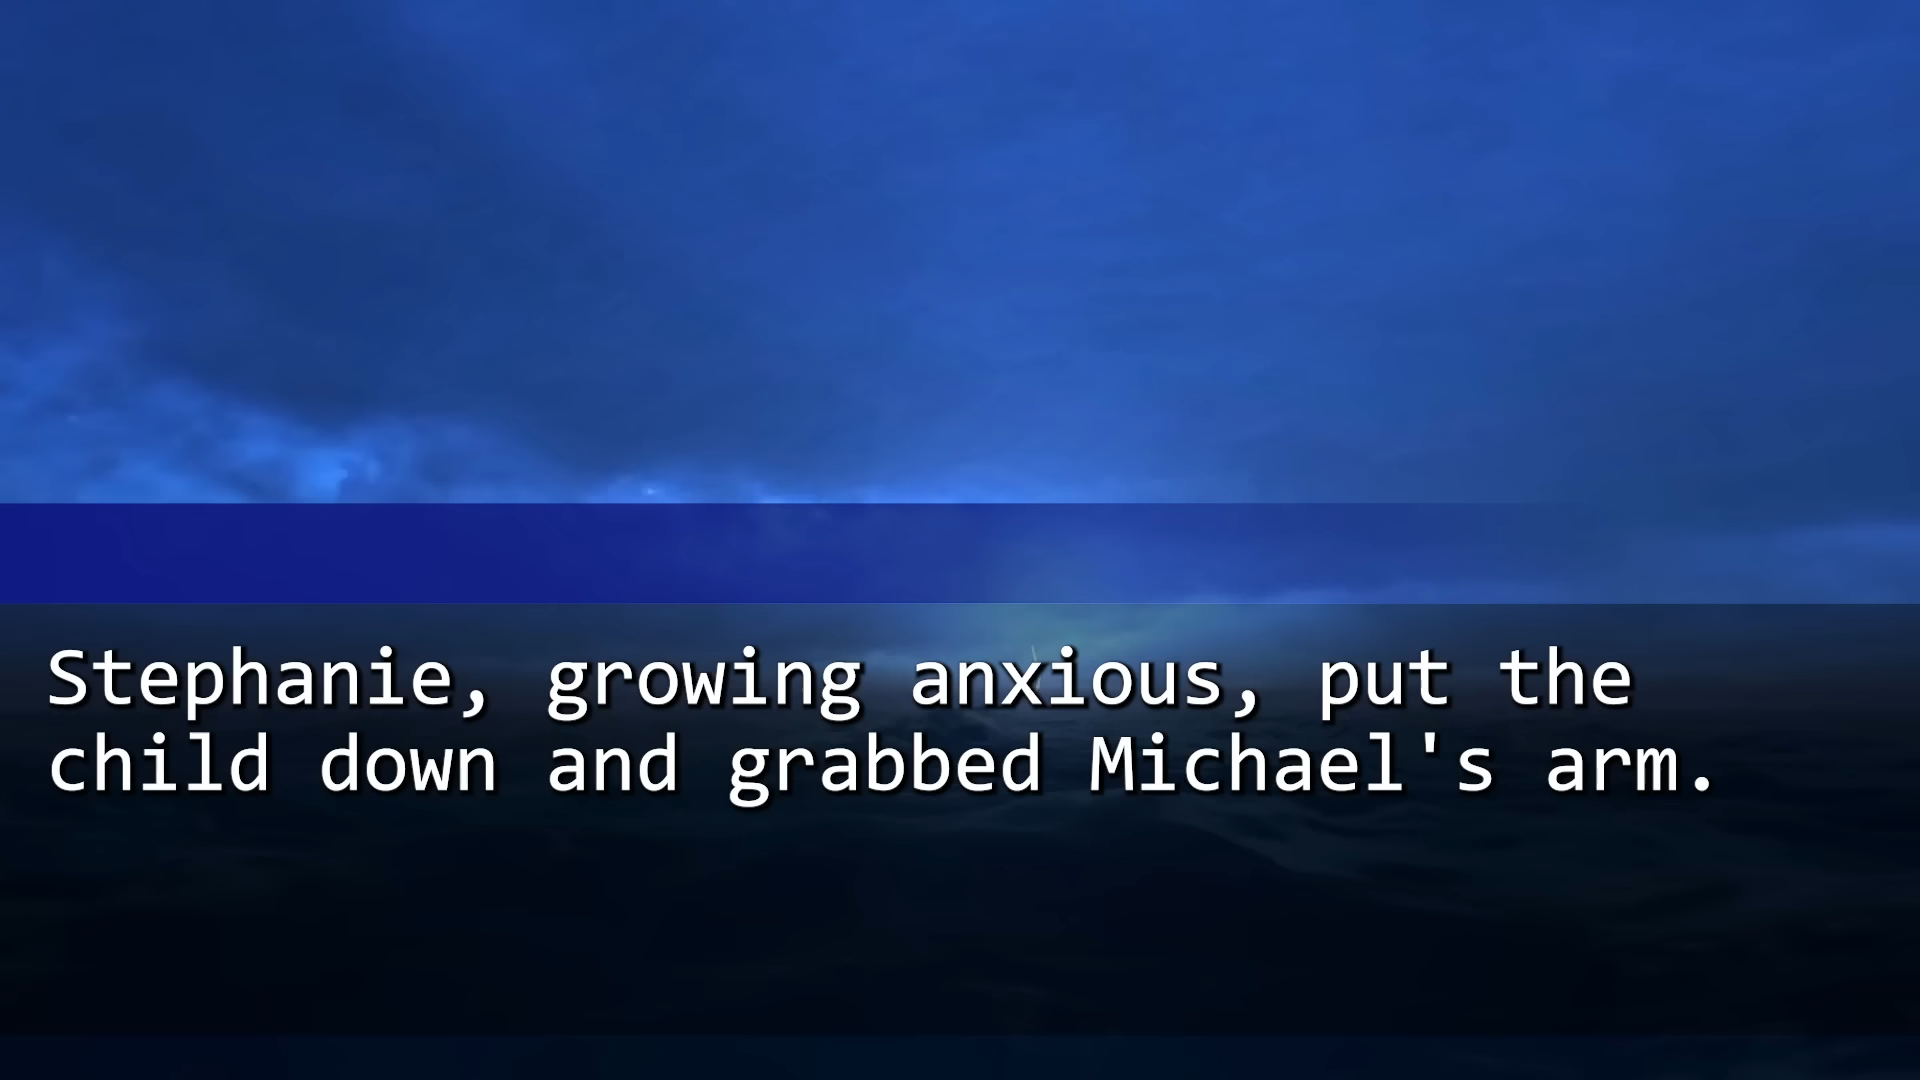 Stephanie, growing anxious, put the
child down and grabbed Michael's arm.